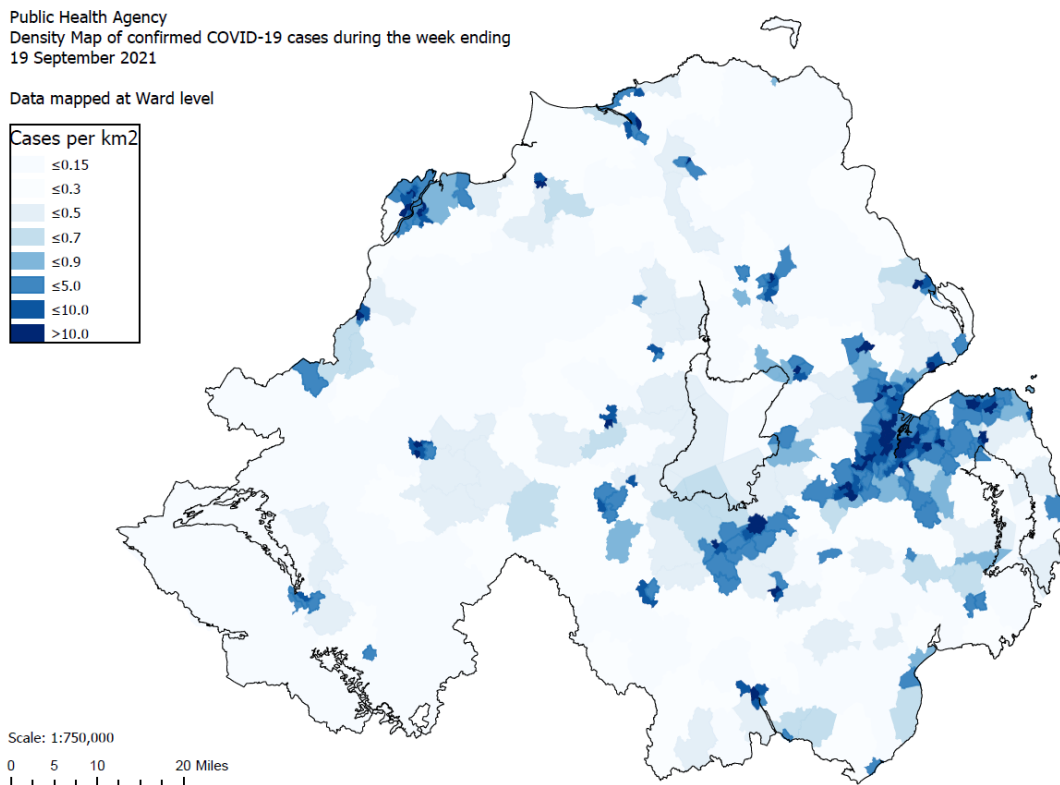 Public Health Agency
Density Map of confirmed COVID-19 cases during the week ending
19 September 2021
Data mapped at Ward level
Cases per km2
≤0.15
≤0.3
≤0.5
≤0.7
≤0.9
≤5.0
≤10.0
>10.0
Scale: 1:750,000
0 5 10 20 Miles